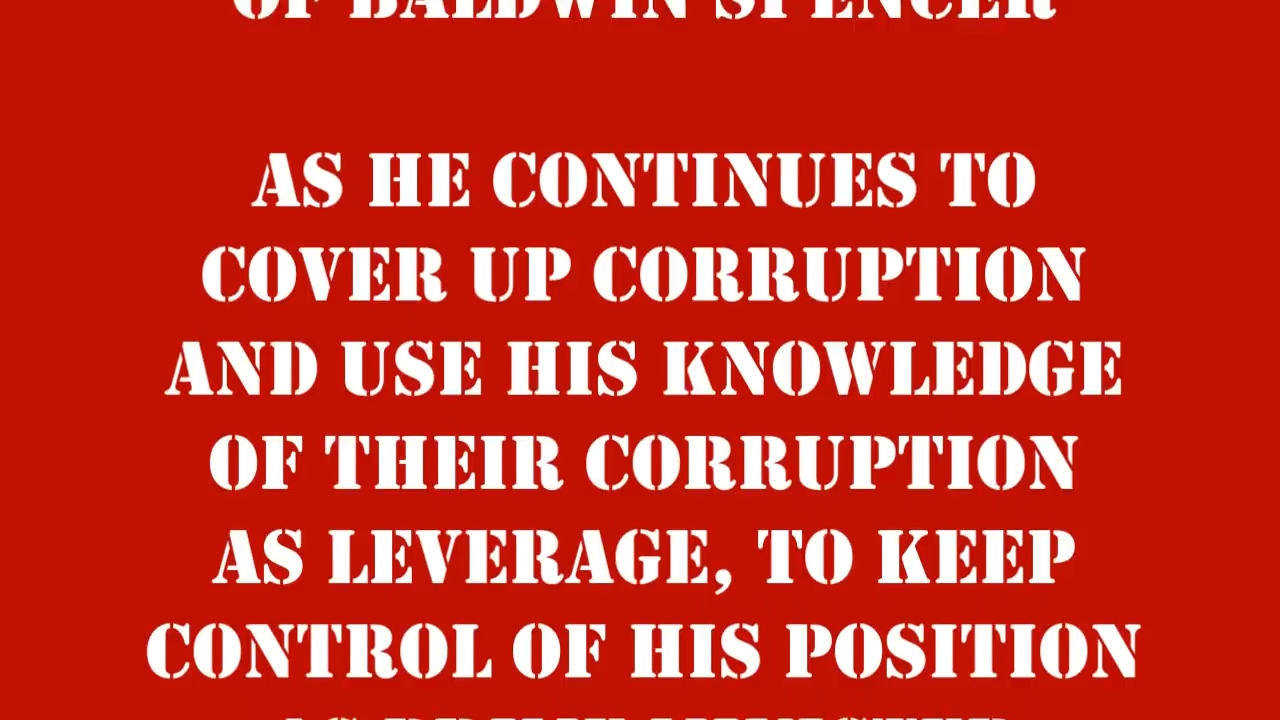 OF BALDWIN SPENCER
AS HE CONTINUES TO
COVER UP CORRUPTION
AND USE HIS KNOWLEDGE
OF THEIR CORRUPTION
AS LEVERAGE, TO KEEP
CONTROL OF HIS POSITION